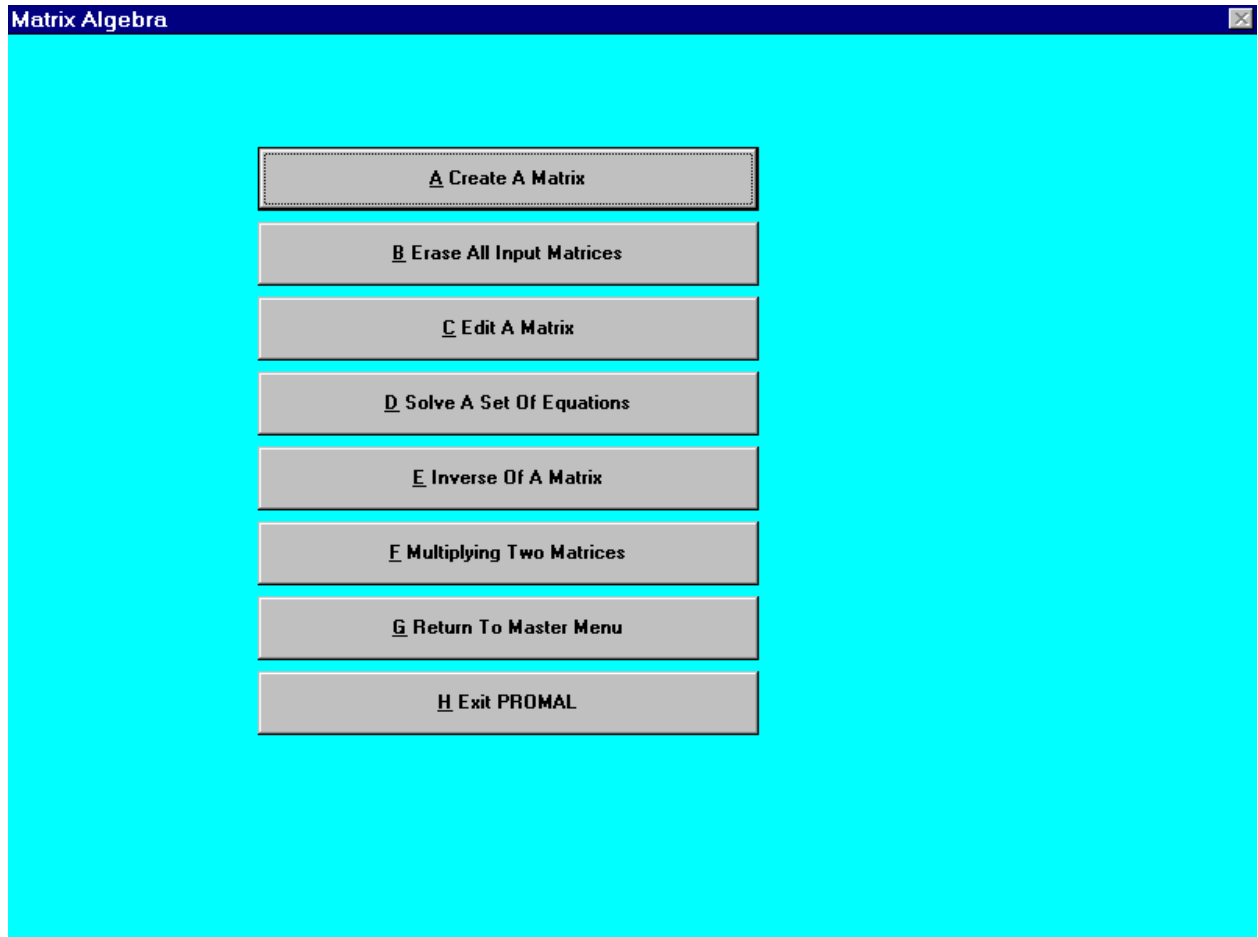 Matrix Algebra
A Create A Matrix
B Erase All Input Matrices
C Edit A Matrix
D Solve A Set Of Equations
E Inverse Of A Matrix
F Multiplying Two Matrices
G Return To Master Menu
H Exit PROMAL